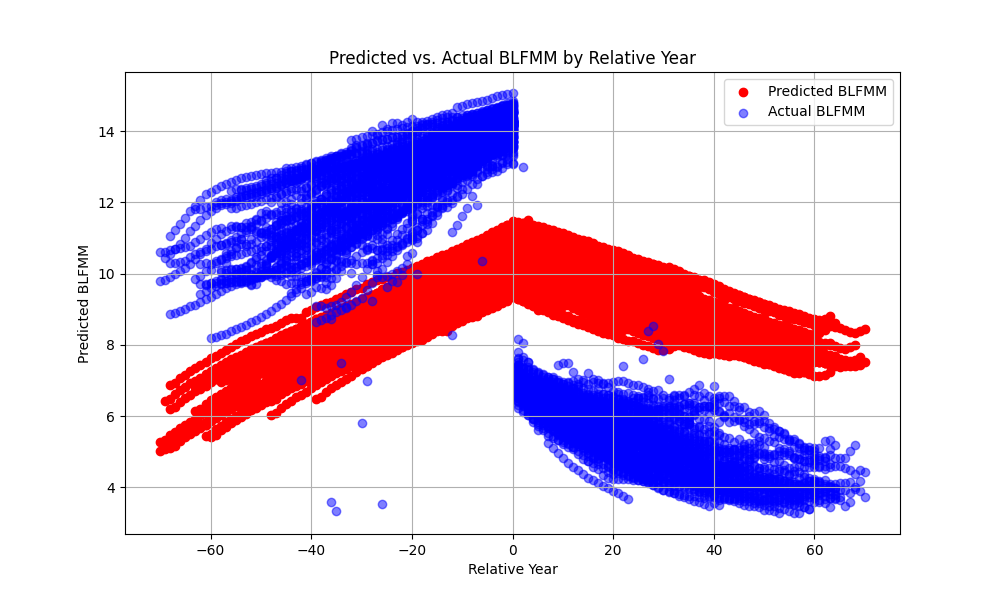 Predicted vs. Actual BLFMM by Relative Year
Predicted BLFMM
Actual BLFMM
Predicted BLFMM
14
12
10
8
6
4
−60
−40
−20
0
20
40
60
Relative Year